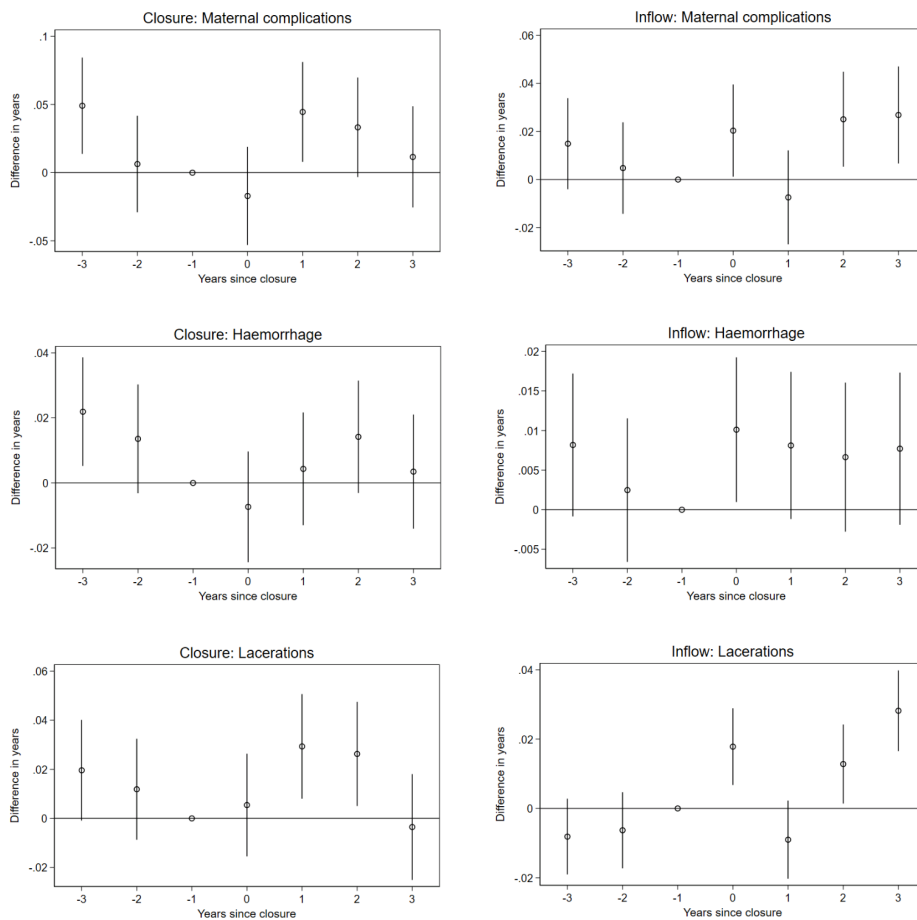 Closure: Maternal complications
.1
.05
0
-.05
Difference in years
-3 -2 -1 0 1 2 3
Years since closure
Inflow: Maternal complications
.06
.04
.02
0
-.02
Difference in years
-3 -2 -1 0 1 2 3
Years since closure
Closure: Haemorrhage
.04
.02
0
-.02
Difference in years
-3 -2 -1 0 1 2 3
Years since closure
Inflow: Haemorrhage
.02
.015
.01
.005
0
-.005
Difference in years
-3 -2 -1 0 1 2 3
Years since closure
Closure: Lacerations
.06
.04
.02
0
-.02
Difference in years
-3 -2 -1 0 1 2 3
Years since closure
Inflow: Lacerations
.04
.02
0
-.02
Difference in years
-3 -2 -1 0 1 2 3
Years since closure